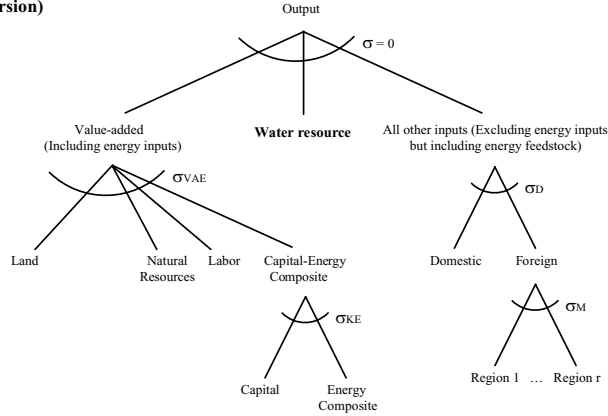 rsion)
Output
σ = 0
Value-added
(Including energy inputs)
Water resource
All other inputs (Excluding energy inputs
but including energy feedstock)
σVAE
σD
Land
Natural
Resources
Labor
Capital-Energy
Composite
Domestic
Foreign
σKE
σM
Capital
Energy
Composite
Region 1 … Region r